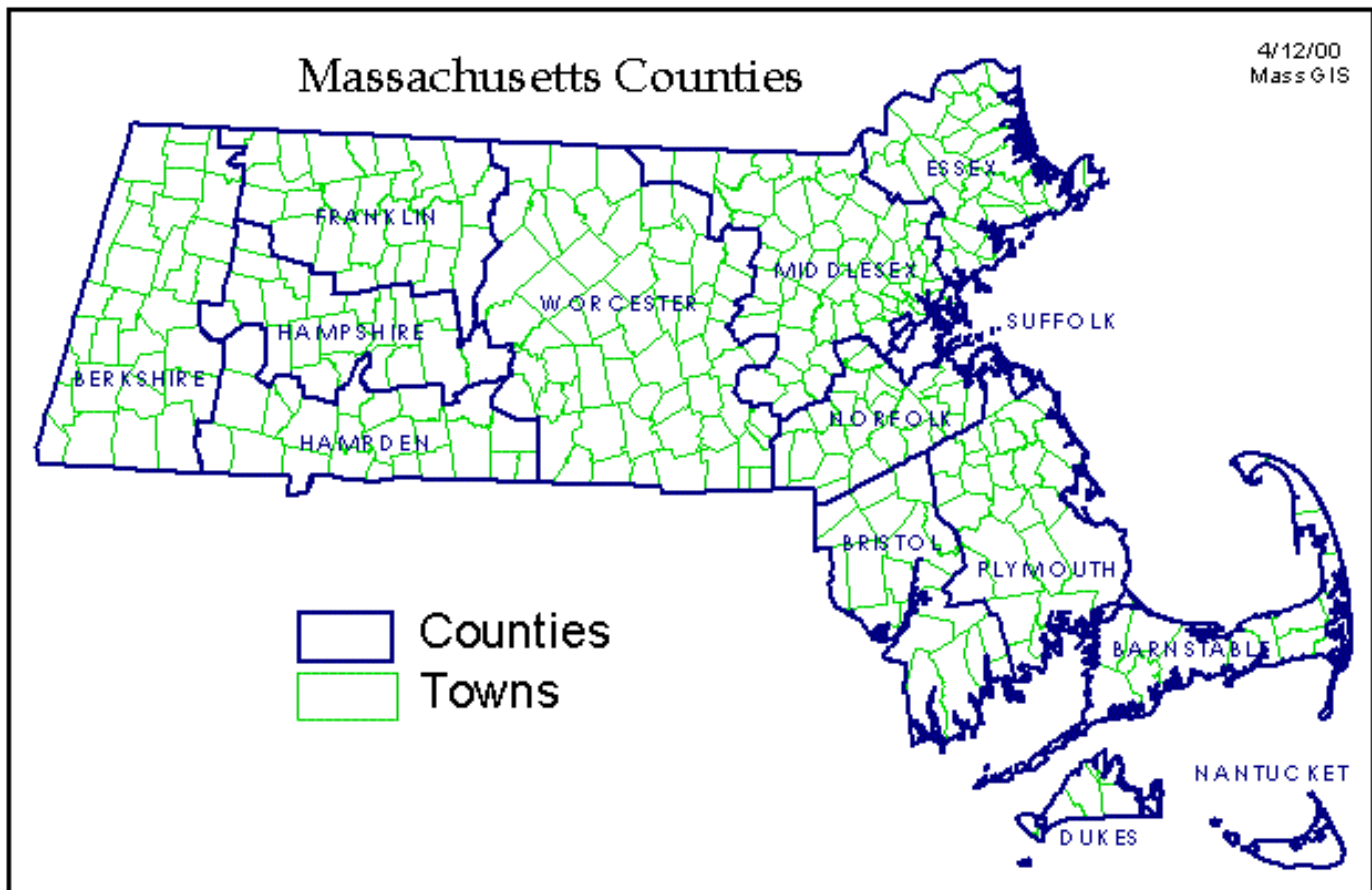 Massachusetts Counties
4/12/00
MassGIS
ESSEX
FRANKLIN
MIDDLESEX
WORCESTER
SUFFOLK
HAMPSHIRE
BERKSHIRE
NORFOLK
HAMPDEN
BRISTOL
PLYMOUTH
Counties
BARNSTABLE
Towns
NANTUCKET
DUKES